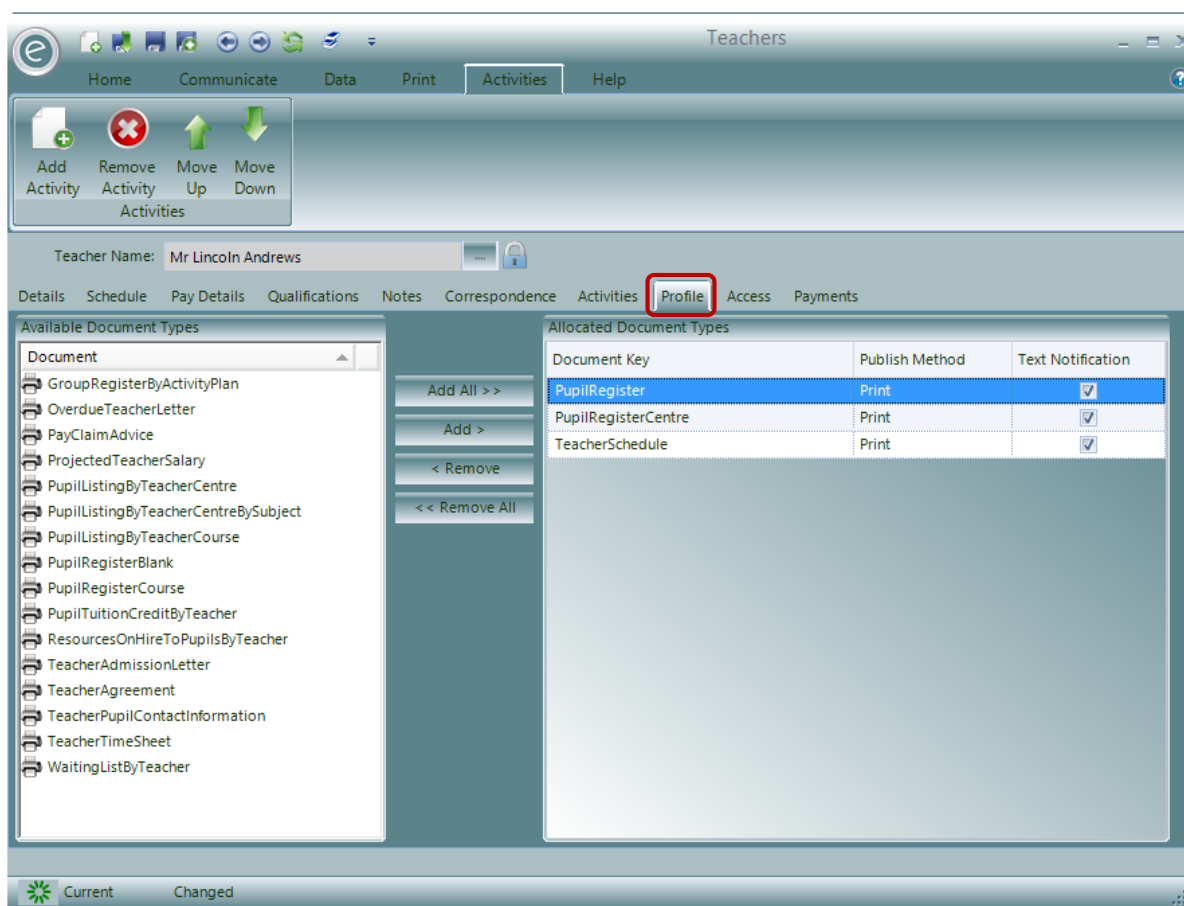 Teachers
Home Communicate Data Print Activities Help
Add Activity
Remove Activity
Move Up
Move Down
Activities
Teacher Name: Mr Lincoln Andrews ...
Details Schedule Pay Details Qualifications Notes Correspondence Activities Profile Access Payments
Available Document Types
Document
GroupRegisterByActivityPlan
OverdueTeacherLetter
PayClaimAdvice
ProjectedTeacherSalary
PupilListingByTeacherCentre
PupilListingByTeacherCentreBySubject
PupilListingByTeacherCourse
PupilRegisterBlank
PupilRegisterCourse
PupilTuitionCreditByTeacher
ResourcesOnHireToPupilsByTeacher
TeacherAdmissionLetter
TeacherAgreement
TeacherPupilContactInformation
TeacherTimeSheet
WaitingListByTeacher
Add All >>
Add >
< Remove
<< Remove All
Allocated Document Types
Document Key Publish Method Text Notification
PupilRegister Print
PupilRegisterCentre Print
TeacherSchedule Print
Current Changed